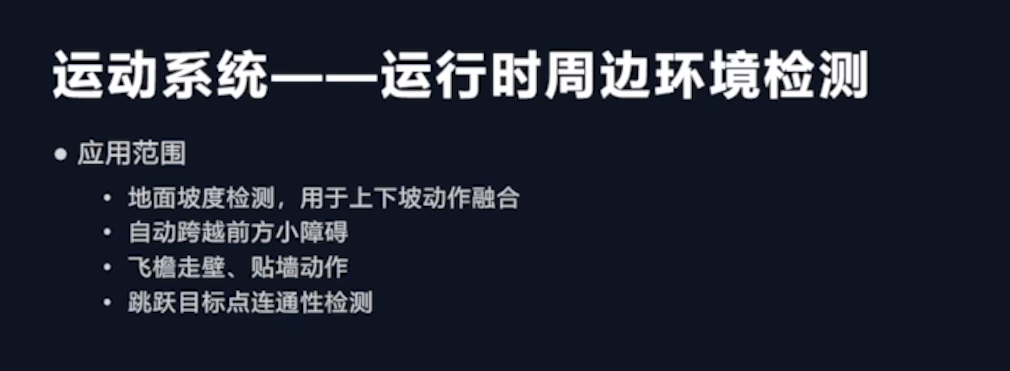 运动系统——运行时周边环境检测
● 应用范围
• 地面坡度检测，用于上下坡动作融合
• 自动跨越前方小障碍
• 飞檐走壁、贴墙动作
• 跳跃目标点连通性检测